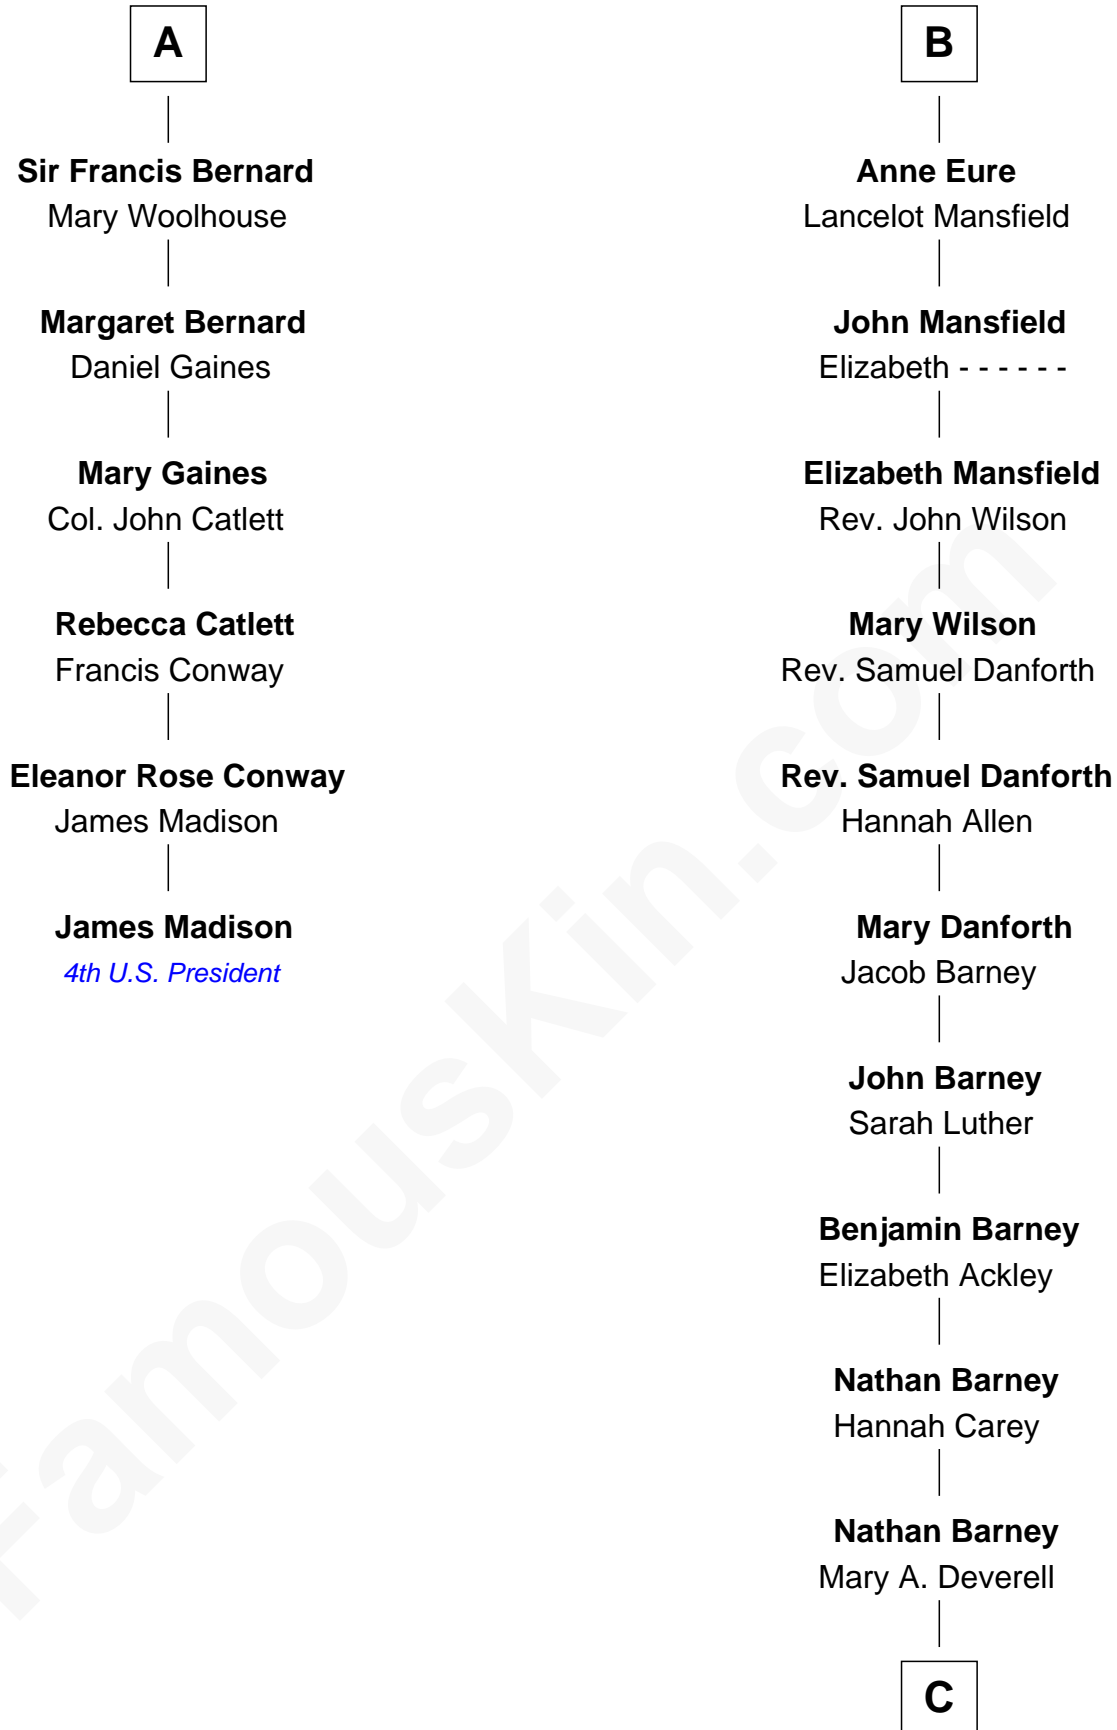 A
Sir Francis Bernard
Mary Woolhouse
Margaret Bernard
Daniel Gaines
Mary Gaines
Col. John Catlett
Rebecca Catlett
Francis Conway
Eleanor Rose Conway
James Madison
James Madison
4th U.S. President
B
Anne Eure
Lancelot Mansfield
John Mansfield
Elizabeth - - - - - -
Elizabeth Mansfield
Rev. John Wilson
Mary Wilson
Rev. Samuel Danforth
Rev. Samuel Danforth
Hannah Allen
Mary Danforth
Jacob Barney
John Barney
Sarah Luther
Benjamin Barney
Elizabeth Ackley
Nathan Barney
Hannah Carey
Nathan Barney
Mary A. Deverell
C
FamousKin.com